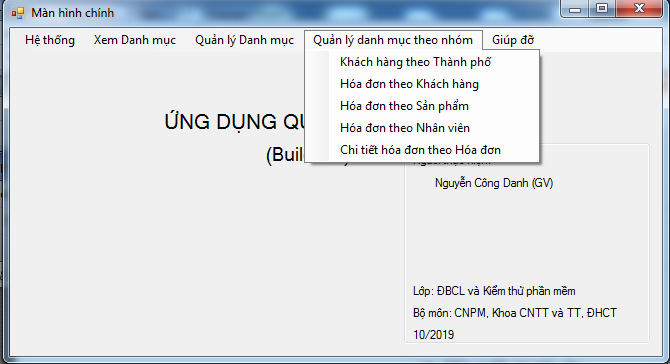 Màn hình chính
Hệ thống Xem Danh mục Quản lý Danh mục Quản lý danh mục theo nhóm Giúp đỡ
Khách hàng theo Thành phố
Hóa đơn theo Khách hàng
Hóa đơn theo Sản phẩm
Hóa đơn theo Nhân viên
Chi tiết hóa đơn theo Hóa đơn
ỨNG DỤNG
Nguyễn Công Danh (GV)
Lớp: ĐBCL và Kiểm thử phần mềm
Bộ môn: CNPM, Khoa CNTT và TT, ĐHCT
10/2019